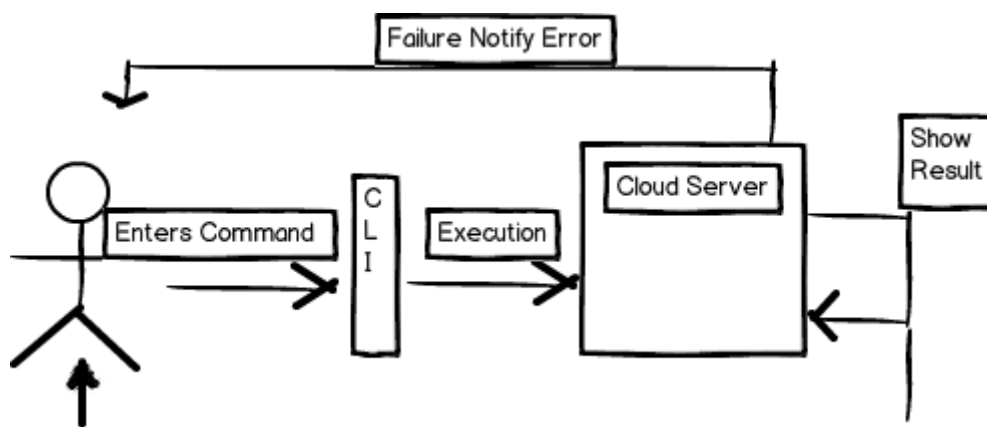 Failure Notify Error
Show
Result
Cloud Server
Enters Command
C
L
I
Execution